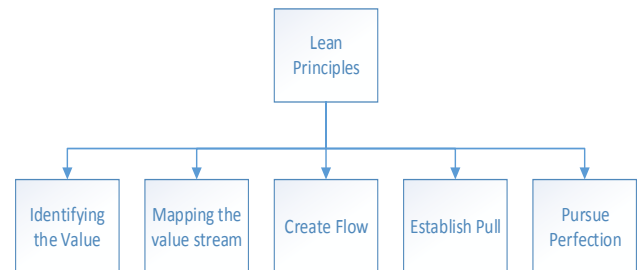 Lean
Principles
Identifying
the Value
Mapping the
value stream
Create Flow
Establish Pull
Pursue
Perfection